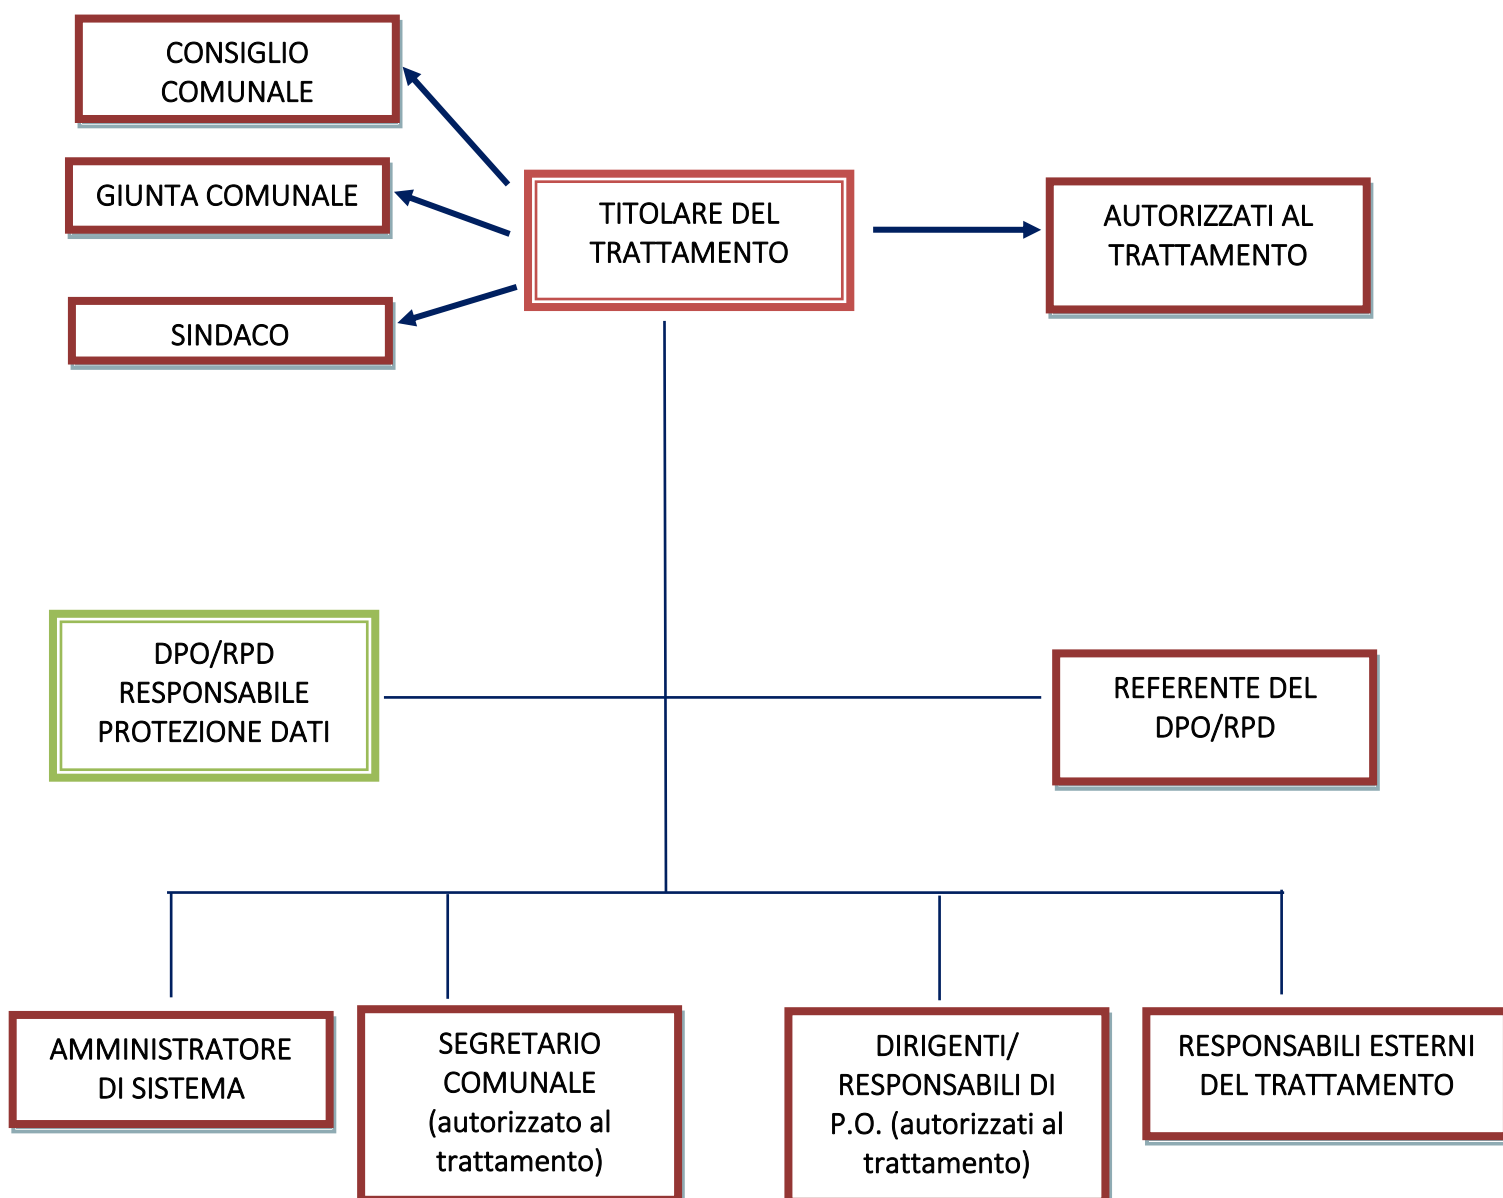 CONSIGLIO
COMUNALE
GIUNTA COMUNALE
SINDACO
TITOLARE DEL
TRATTAMENTO
AUTORIZZATI AL
TRATTAMENTO
DPO/RPD
RESPONSABILE
PROTEZIONE DATI
REFERENTE DEL
DPO/RPD
AMMINISTRATORE
DI SISTEMA
SEGRETARIO
COMUNALE
(autorizzato al
trattamento)
DIRIGENTI/
RESPONSABILI DI
P.O. (autorizzati al
trattamento)
RESPONSABILI ESTERNI
DEL TRATTAMENTO